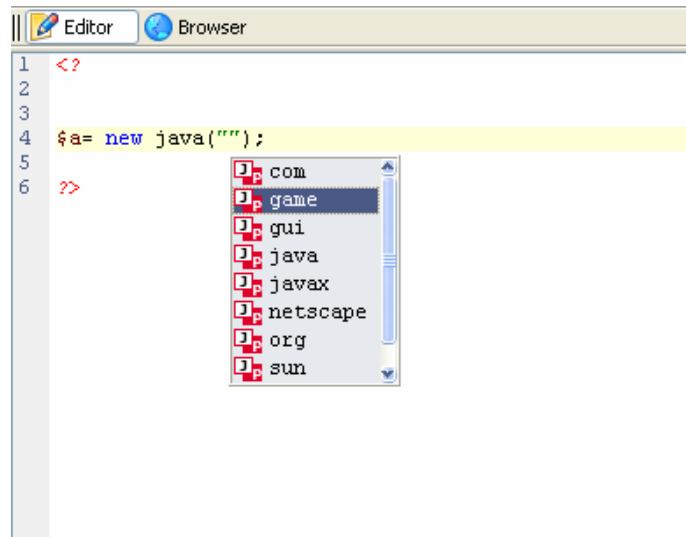 Editor Browser
1 <?
2
3
4 $a= new java("");
5
6 ?>
com
game
gui
java
javax
netscape
org
sun